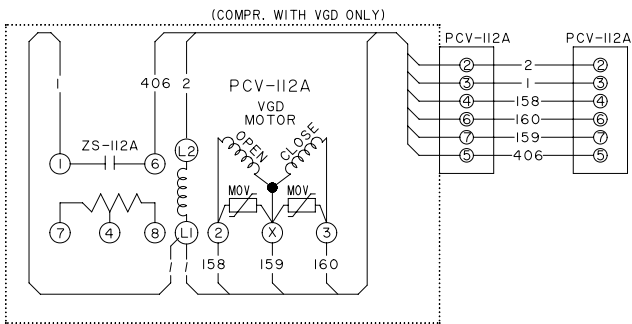 (COMPR. WITH VGD ONLY)
PCV-112A PCV-112A
2 2 2
3 1 3
4 158 4
6 160 6
7 159 7
5 406 5
1 406 2
PCV-112A
VGD
MOTOR
OPEN CLOSE
ZS-112A
1 6 L2
MOV MOV
7 4 8 L1 2 X 3
158 159 160